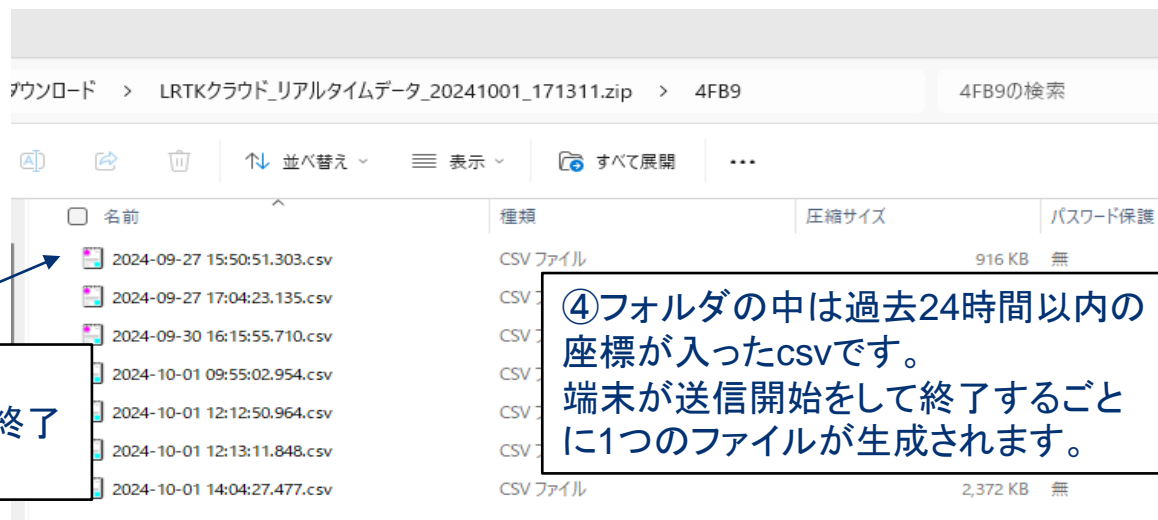 ダウンロード > LRTKクラウド_リアルタイムデータ_20241001_171311.zip > 4FB9 4FB9の検索
並べ替え 表示 すべて展開 ...
名前 種類 圧縮サイズ パスワード保護
2024-09-27 15:50:51.303.csv CSV ファイル 916 KB 無
2024-09-27 17:04:23.135.csv CSV
2024-09-30 16:15:55.710.csv CSV
2024-10-01 09:55:02.954.csv CSV
2024-10-01 12:12:50.964.csv CSV
2024-10-01 12:13:11.848.csv CSV
2024-10-01 14:04:27.477.csv CSV ファイル 2,372 KB 無
終了
④フォルダの中は過去24時間以内の
座標が入ったcsvです。
端末が送信開始をして終了するごと
に1つのファイルが生成されます。